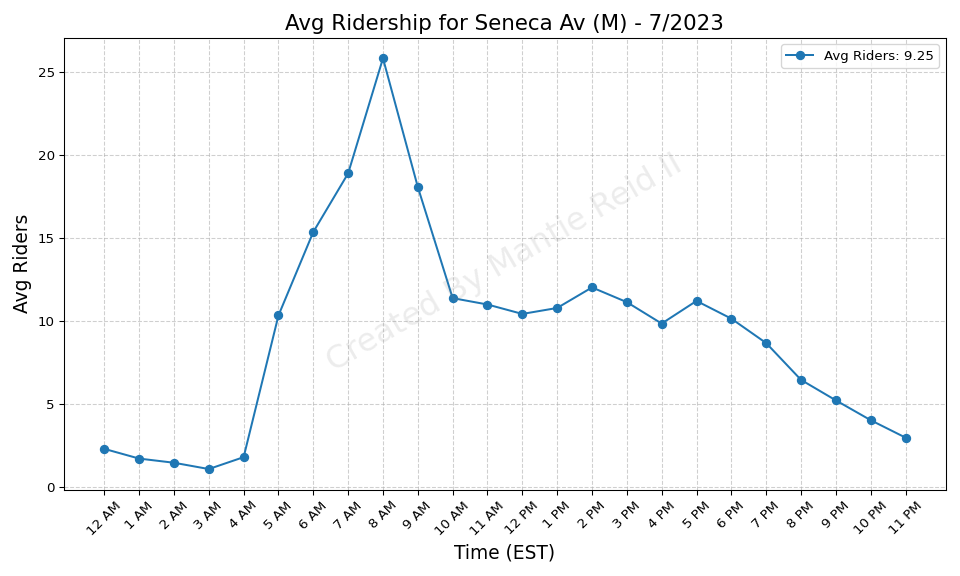 Avg Ridership for Seneca Av (M) - 7/2023
Avg Riders: 9.25
25
20
15
10
5
0
Avg Riders
Created By Mantie Reid II
12 AM
1 AM
2 AM
3 AM
4 AM
5 AM
6 AM
7 AM
8 AM
9 AM
10 AM
11 AM
12 PM
1 PM
2 PM
3 PM
4 PM
5 PM
6 PM
7 PM
8 PM
9 PM
10 PM
11 PM
Time (EST)